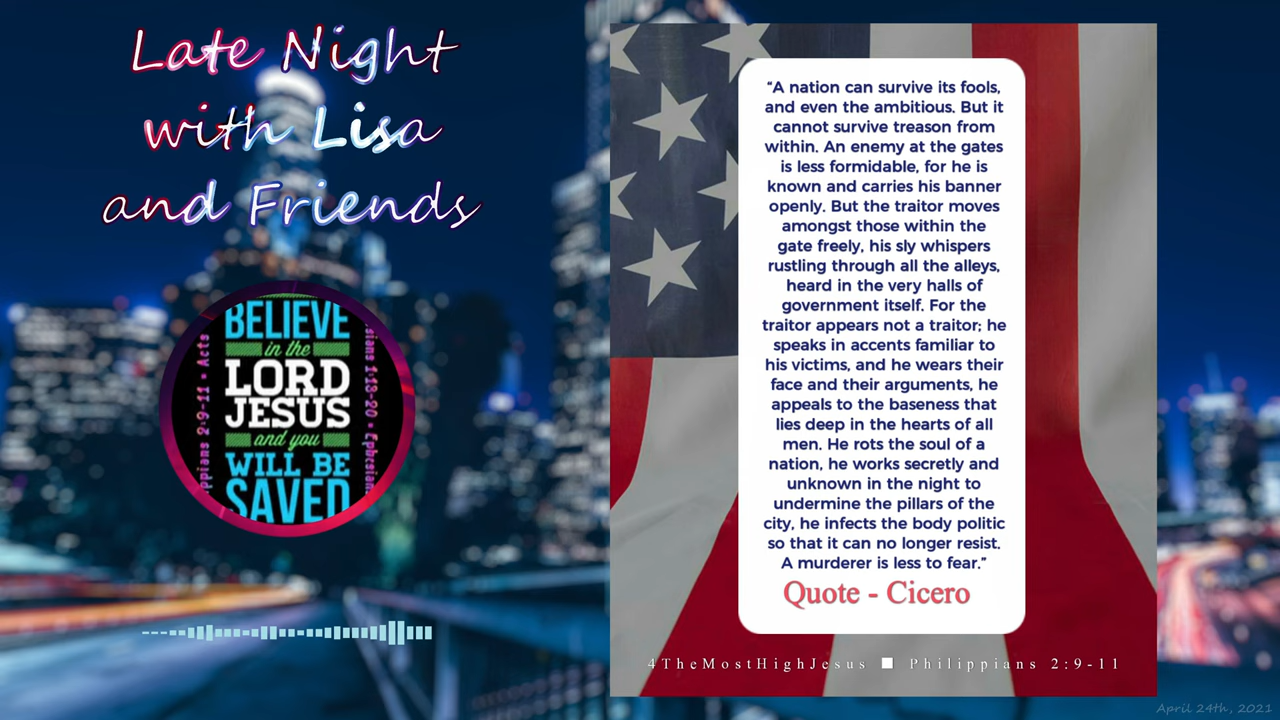 Late Night
with Lisa
and Friends
BELIEVE
in the
LORD
JESUS
and you
WILL BE
SAVED
2:9-11 • Acts
1:13-20 •
“A nation can survive its fools,
and even the ambitious. But it
cannot survive treason from
within. An enemy at the gates
is less formidable, for he is
known and carries his banner
openly. But the traitor moves
amongst those within the
gate freely, his sly whispers
rustling through all the alleys,
heard in the very halls of
government itself. For the
traitor appears not a traitor; he
speaks in accents familiar to
his victims, and he wears their
face and their arguments, he
appeals to the baseness that
lies deep in the hearts of all
men. He rots the soul of a
nation, he works secretly and
unknown in the night to
undermine the pillars of the
city, he infects the body politic
so that it can no longer resist.
A murderer is less to fear.”
Quote - Cicero
4TheMostHighJesus ■ Philippians 2:9-11
April 24th, 2021